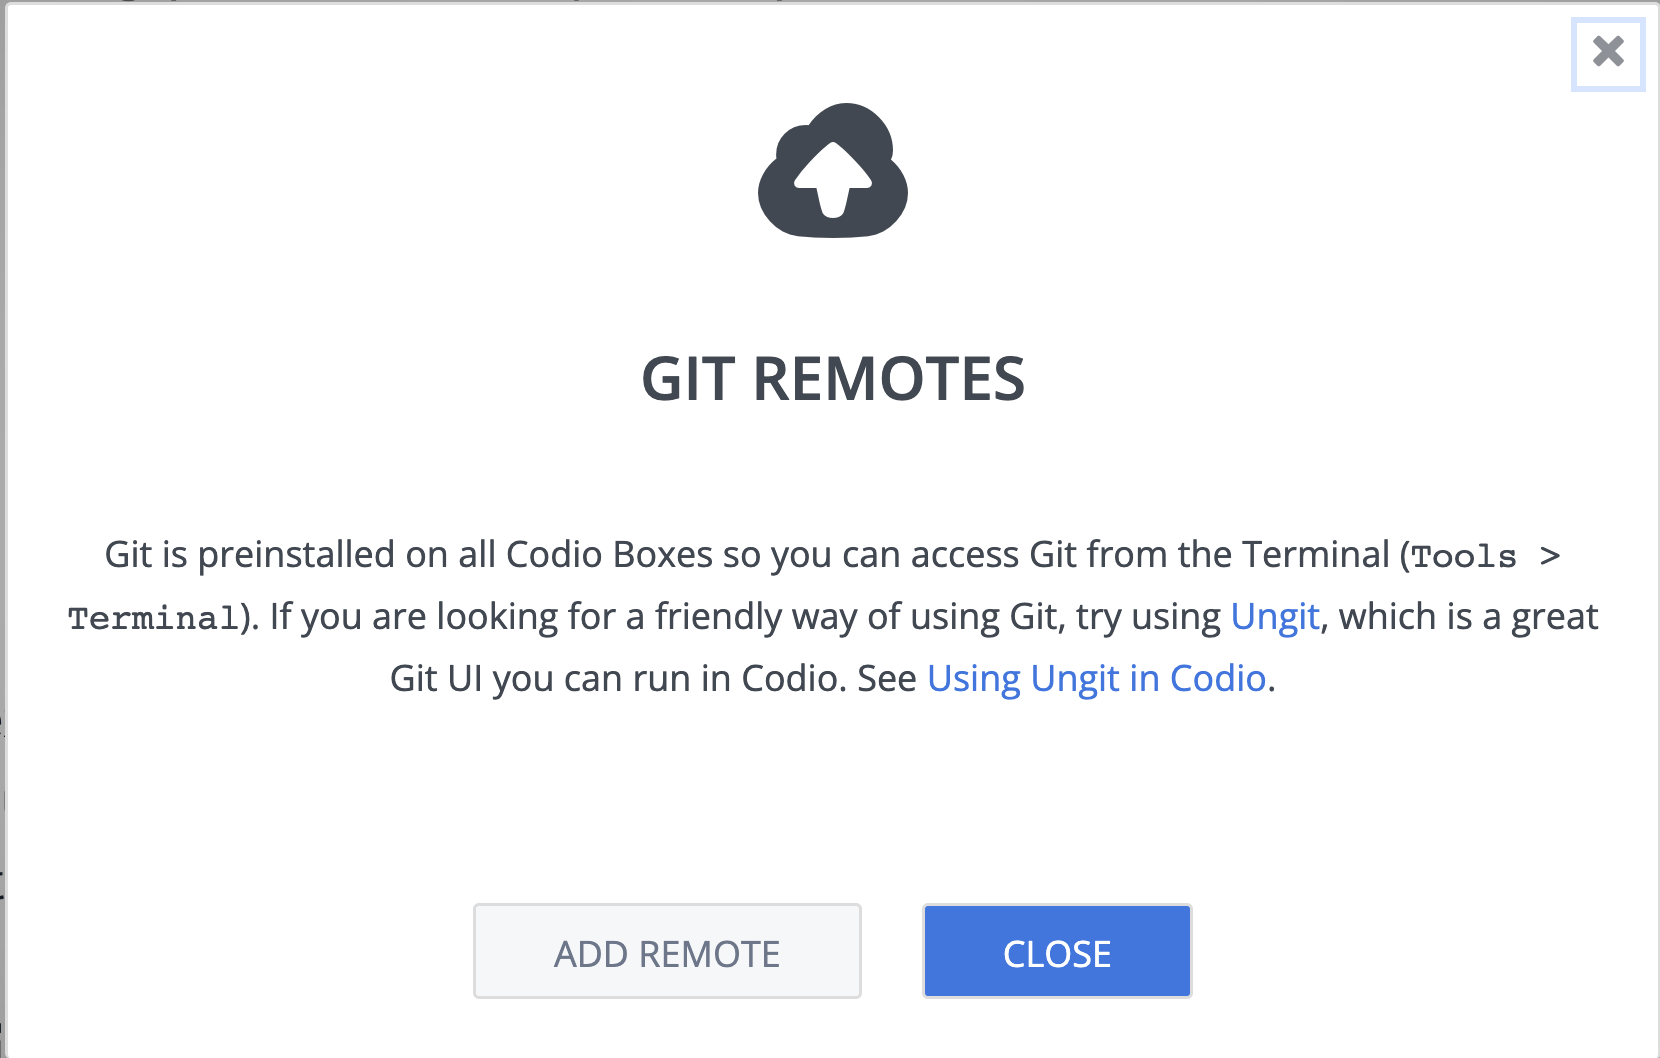 GIT REMOTES
Git is preinstalled on all Codio Boxes so you can access Git from the Terminal (Tools >
Terminal). If you are looking for a friendly way of using Git, try using Ungit, which is a great
Git UI you can run in Codio. See Using Ungit in Codio.
ADD REMOTE
CLOSE